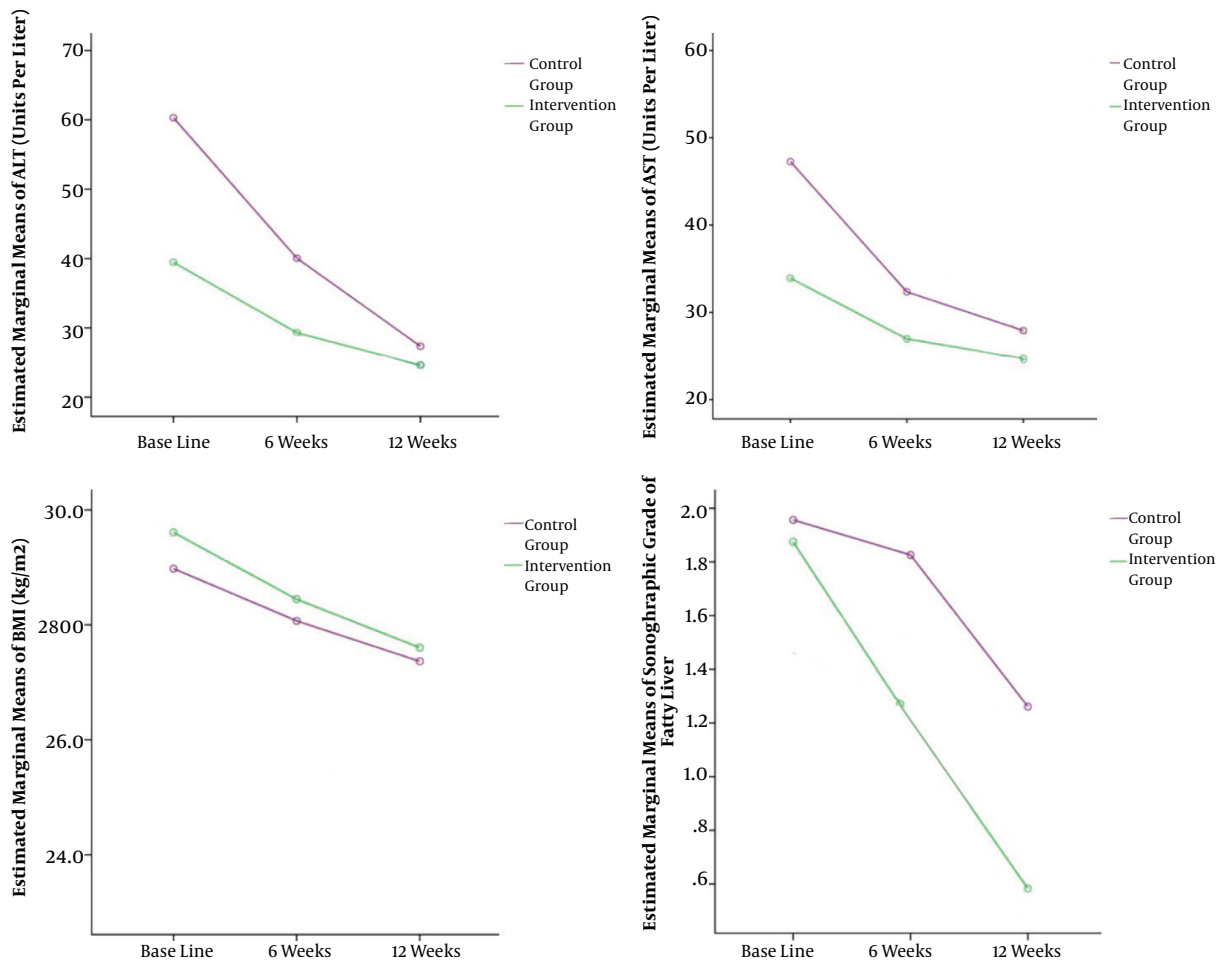 Estimated Marginal Means of ALT (Units Per Liter)
70
60
50
40
30
20
Base Line 6 Weeks 12 Weeks
Control
Group
Intervention
Group
Estimated Marginal Means of AST (Units Per Liter)
60
50
40
30
20
Base Line 6 Weeks 12 Weeks
Control
Group
Intervention
Group
Estimated Marginal Means of BMI (kg/m2)
30.0
2800
26.0
24.0
Base Line 6 Weeks 12 Weeks
Control
Group
Intervention
Group
Estimated Marginal Means of Sonoghraphic Grade of
Fatty Liver
2.0
1.8
1.6
1.4
1.2
1.0
.8
.6
Base Line 6 Weeks 12 Weeks
Control
Group
Intervention
Group